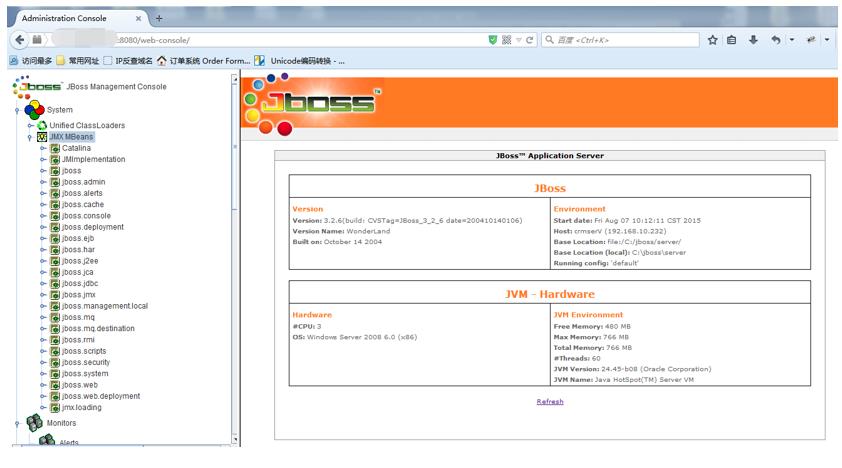 Administration Console
:8080/web-console/
百度 <Ctrl+K>
访问最多 常用网址 IP反查域名 订单系统 Order Form... Unicode编码转换 - ...
Jboss™ JBoss Management Console
System
Unified ClassLoaders
JMX MBeans
Catalina
JMImplementation
jboss
jboss.admin
jboss.alerts
jboss.cache
jboss.console
jboss.deployment
jboss.ejb
jboss.har
jboss.j2ee
jboss.jca
jboss.jdbc
jboss.jmx
jboss.management.local
jboss.mq
jboss.mq.destination
jboss.rmi
jboss.scripts
jboss.security
jboss.system
jboss.web
jboss.web.deployment
jmx.loading
Monitors
Alerts
Jboss™
JBoss™ Application Server
JBoss
Version
Version: 3.2.6(build: CVSTag=JBoss_3_2_6 date=200410140106)
Version Name: WonderLand
Built on: October 14 2004
Environment
Start date: Fri Aug 07 10:12:11 CST 2015
Host: crmserV (192.168.10.232)
Base Location: file:/C:/jboss/server/
Base Location (local): C:\jboss\server
Running config: 'default'
JVM - Hardware
Hardware
#CPU: 3
OS: Windows Server 2008 6.0 (x86)
JVM Environment
Free Memory: 480 MB
Max Memory: 766 MB
Total Memory: 766 MB
#Threads: 60
JVM Version: 24.45-b08 (Oracle Corporation)
JVM Name: Java HotSpot(TM) Server VM
Refresh